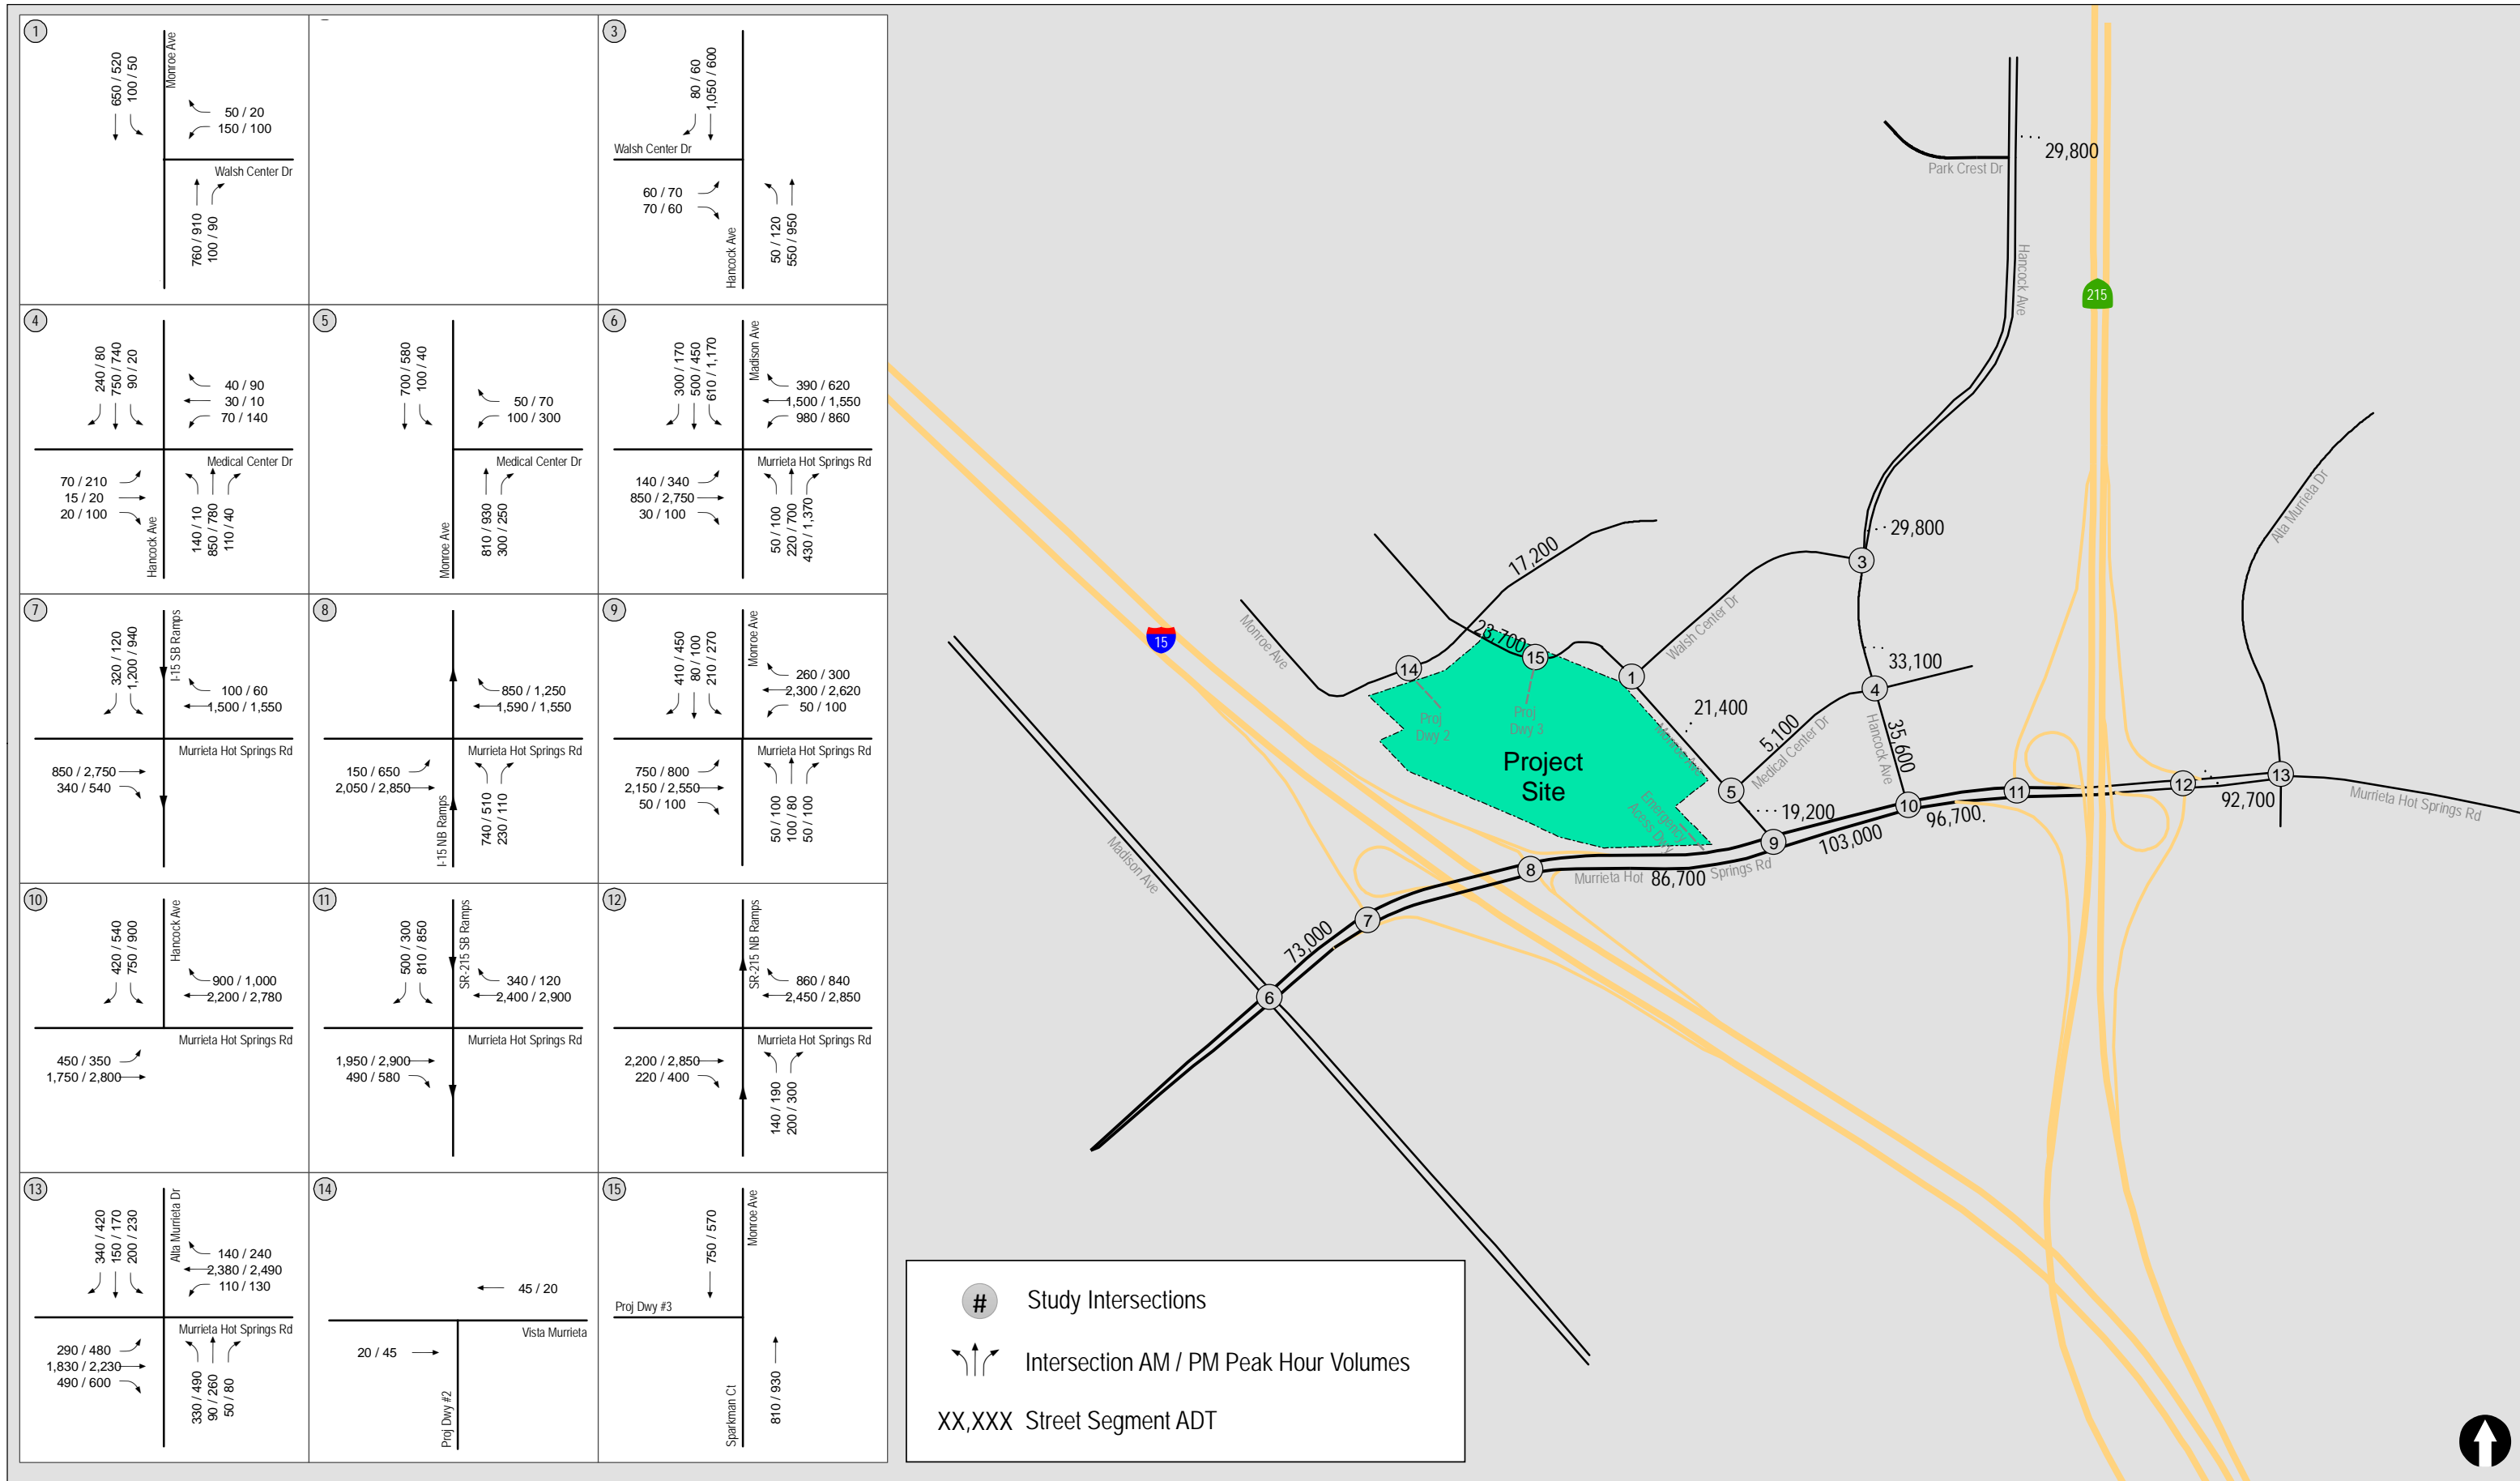 1
650 / 520
100 / 50
Monroe Ave
50 / 20
150 / 100
Walsh Center Dr
760 / 910
100 / 90
3
80 / 60
1,050 / 600
Walsh Center Dr
60 / 70
70 / 60
Hancock Ave
50 / 120
550 / 950
4
240 / 80
750 / 740
90 / 20
40 / 90
30 / 10
70 / 140
Medical Center Dr
70 / 210
15 / 20
20 / 100
Hancock Ave
140 / 10
850 / 780
110 / 40
5
700 / 580
100 / 40
50 / 70
100 / 300
Medical Center Dr
Monroe Ave
810 / 930
300 / 250
6
300 / 170
500 / 450
610 / 1,170
Madison Ave
390 / 620
1,500 / 1,550
980 / 860
Murrieta Hot Springs Rd
140 / 340
850 / 2,750
30 / 100
50 / 100
220 / 700
430 / 1,370
7
320 / 120
1,200 / 940
I-15 SB Ramps
100 / 60
1,500 / 1,550
Murrieta Hot Springs Rd
850 / 2,750
340 / 540
8
850 / 1,250
1,590 / 1,550
Murrieta Hot Springs Rd
150 / 650
2,050 / 2,850
I-15 NB Ramps
740 / 510
230 / 110
9
410 / 450
80 / 100
210 / 270
Monroe Ave
260 / 300
2,300 / 2,620
50 / 100
Murrieta Hot Springs Rd
750 / 800
2,150 / 2,550
50 / 100
50 / 100
100 / 80
50 / 100
10
420 / 540
750 / 900
Hancock Ave
900 / 1,000
2,200 / 2,780
Murrieta Hot Springs Rd
450 / 350
1,750 / 2,800
11
500 / 300
810 / 850
SR-215 SB Ramps
340 / 120
2,400 / 2,900
Murrieta Hot Springs Rd
1,950 / 2,900
490 / 580
12
SR-215 NB Ramps
860 / 840
2,450 / 2,850
Murrieta Hot Springs Rd
2,200 / 2,850
220 / 400
140 / 190
200 / 300
13
340 / 420
150 / 170
200 / 230
Alta Murrieta Dr
140 / 240
2,380 / 2,490
110 / 130
Murrieta Hot Springs Rd
290 / 480
1,830 / 2,230
490 / 600
330 / 490
90 / 260
50 / 80
14
45 / 20
Vista Murrieta
20 / 45
Proj Dwy #2
15
750 / 570
Monroe Ave
Proj Dwy #3
Sparkman Ct
810 / 930
29,800
Park Crest Dr
Hancock Ave
215
Alta Murrieta Dr
29,800
3
17,200
Walsh Center Dr
Monroe Ave
15
23,700
15
14
1
33,100
4
21,400
Proj
Dwy 2
Proj
Dwy 3
Monroe Ave
5,100
Medical Center Dr
Hancock Ave
35,600
Project
Site
5
Emergency
Acess Dwy
19,200
10
11
12
13
92,700
Murrieta Hot Springs Rd
96,700
103,000
9
8
Murrieta Hot
86,700
Springs Rd
Madison Ave
7
73,000
6
# Study Intersections
Intersection AM / PM Peak Hour Volumes
XX,XXX Street Segment ADT